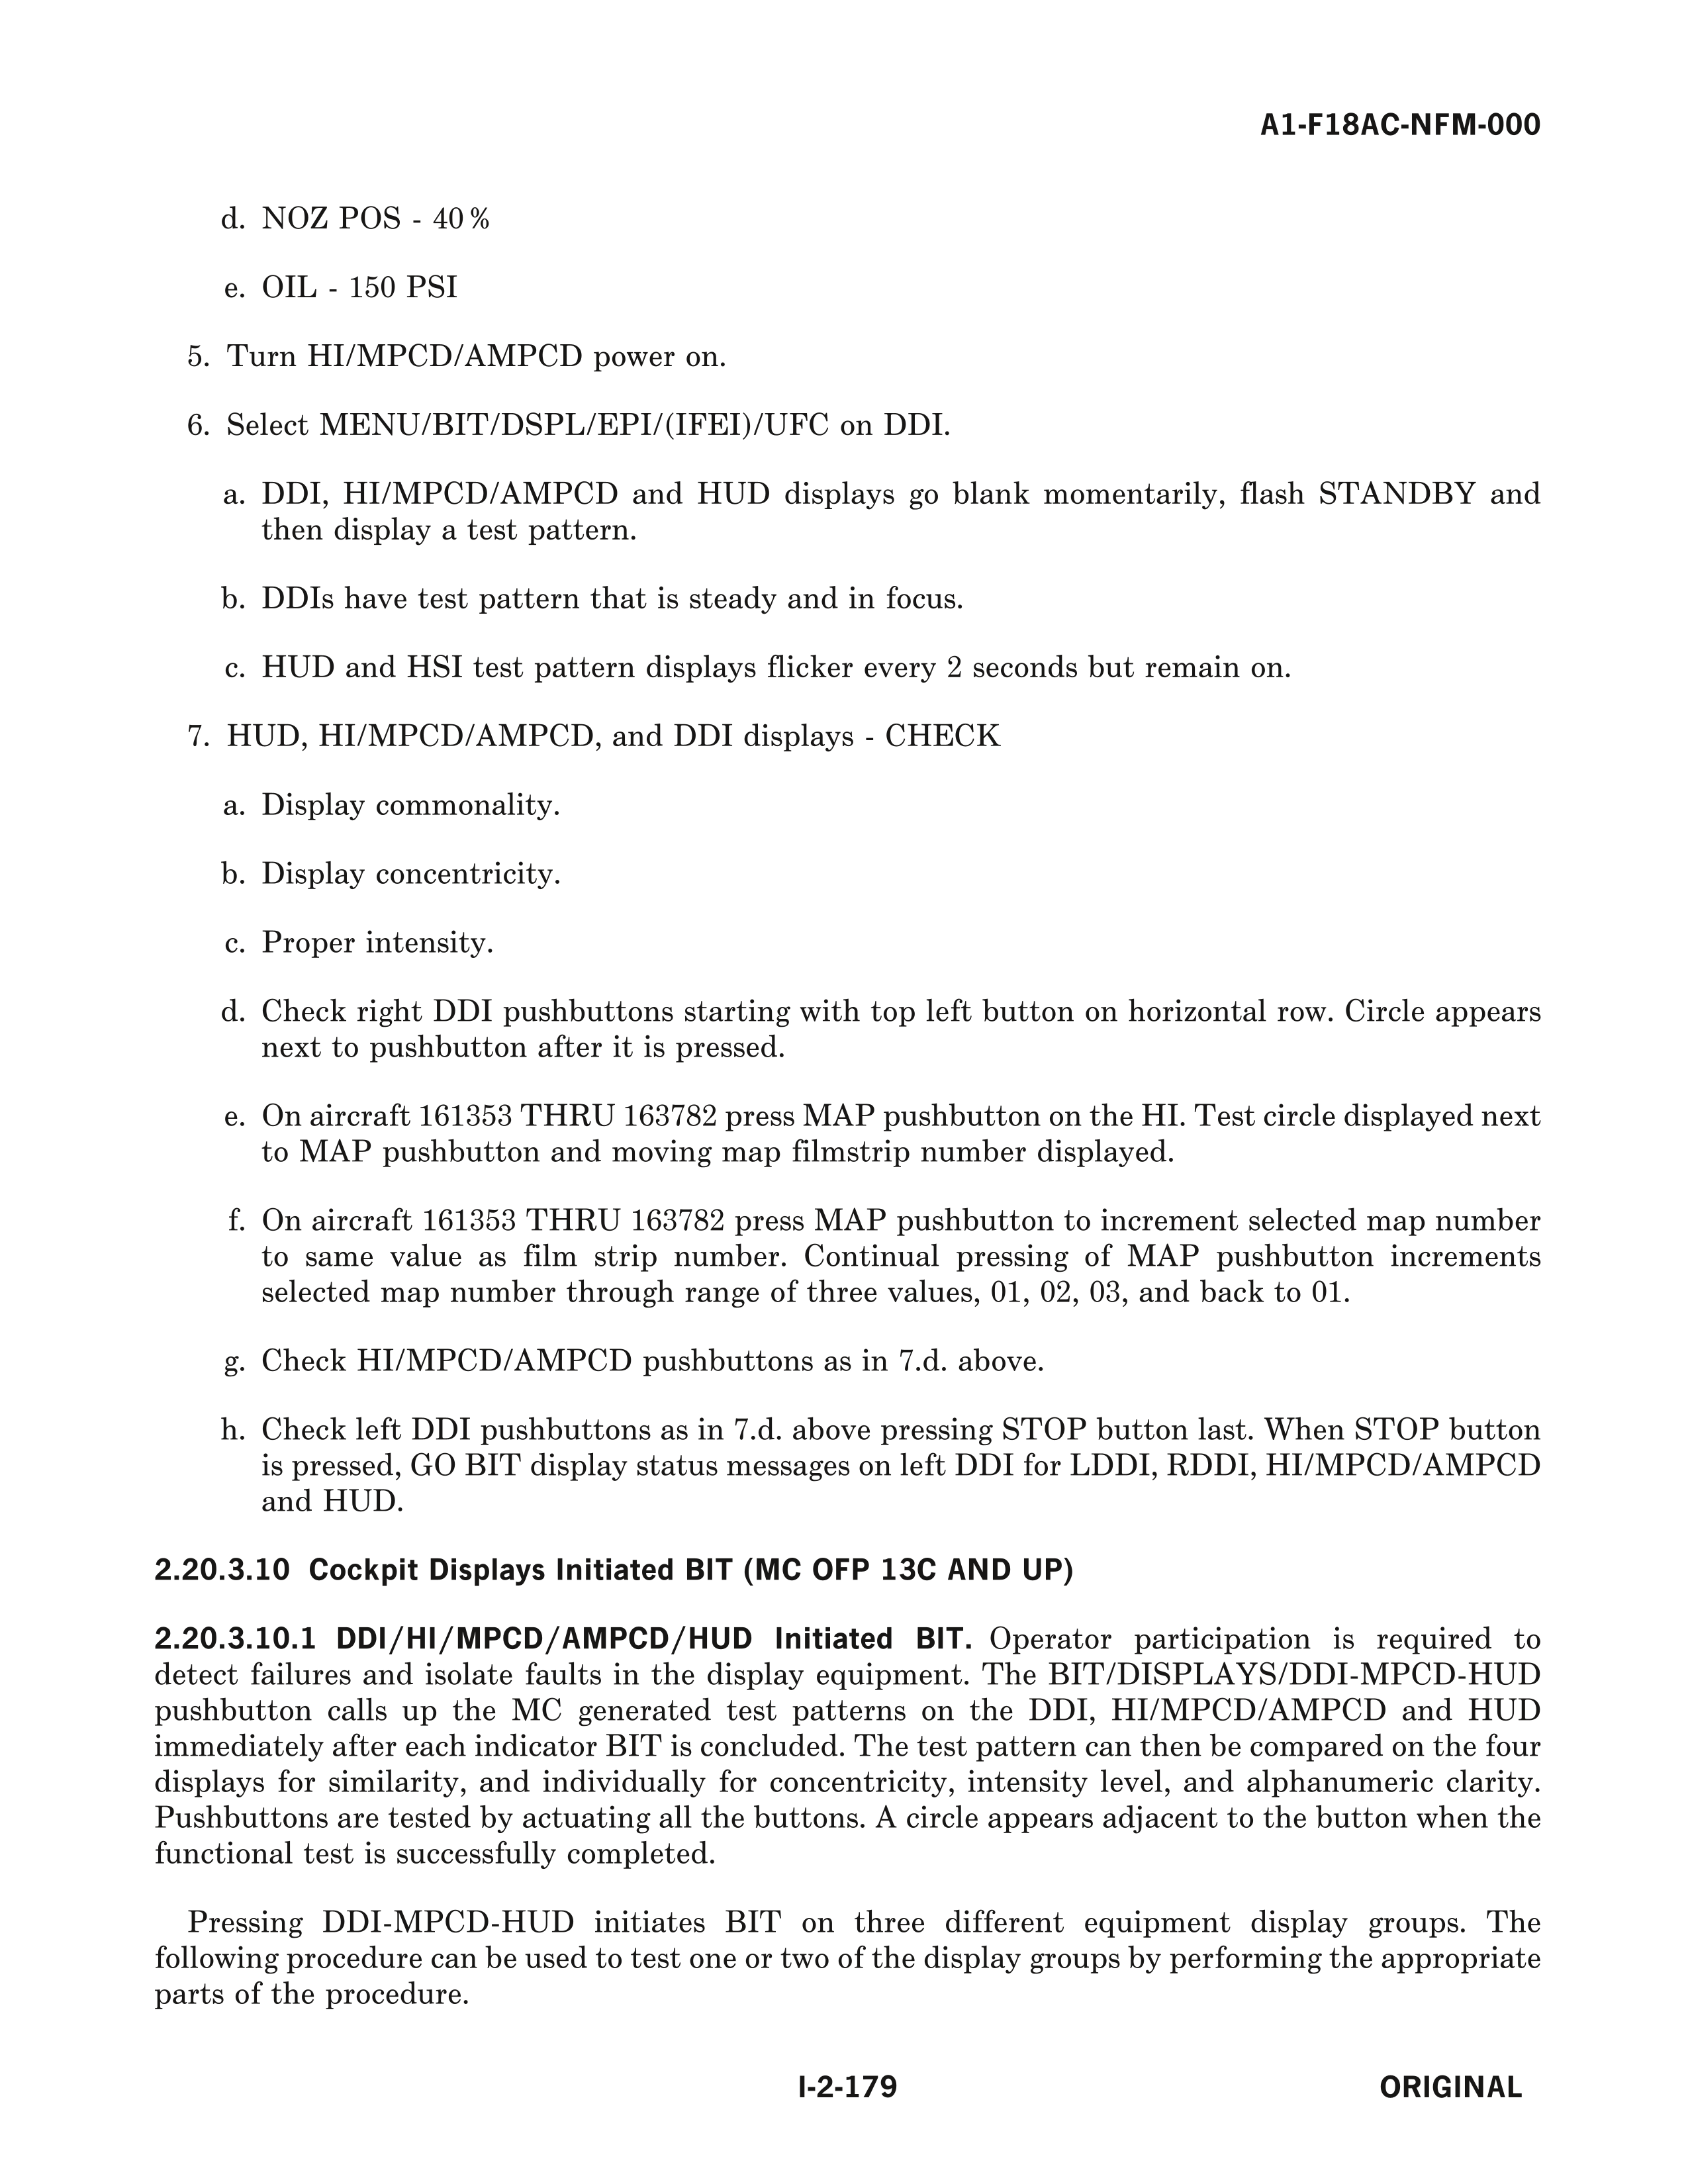 A1-F18AC-NFM-000
d. NOZ POS - 40%
e. OIL - 150 PSI
5. Turn HI/MPCD/AMPCD power on.
6. Select MENU/BIT/DSPL/EPI/(IFEI)/UFC on DDI.
a. DDI, HI/MPCD/AMPCD and HUD displays go blank momentarily, flash STANDBY and
then display a test pattern.
b. DDIs have test pattern that is steady and in focus.
c. HUD and HSI test pattern displays flicker every 2 seconds but remain on.
7. HUD, HI/MPCD/AMPCD, and DDI displays - CHECK
a. Display commonality.
b. Display concentricity.
c. Proper intensity.
d. Check right DDI pushbuttons starting with top left button on horizontal row. Circle appears
next to pushbutton after it is pressed.
e. On aircraft 161353 THRU 163782 press MAP pushbutton on the HI. Test circle displayed next
to MAP pushbutton and moving map filmstrip number displayed.
f. On aircraft 161353 THRU 163782 press MAP pushbutton to increment selected map number
to same value as film strip number. Continual pressing of MAP pushbutton increments
selected map number through range of three values, 01, 02, 03, and back to 01.
g. Check HI/MPCD/AMPCD pushbuttons as in 7.d. above.
h. Check left DDI pushbuttons as in 7.d. above pressing STOP button last. When STOP button
is pressed, GO BIT display status messages on left DDI for LDDI, RDDI, HI/MPCD/AMPCD
and HUD.
2.20.3.10 Cockpit Displays Initiated BIT (MC OFP 13C AND UP)
2.20.3.10.1 DDI/HI/MPCD/AMPCD/HUD Initiated BIT. Operator participation is required to
detect failures and isolate faults in the display equipment. The BIT/DISPLAYS/DDI-MPCD-HUD
pushbutton calls up the MC generated test patterns on the DDI, HI/MPCD/AMPCD and HUD
immediately after each indicator BIT is concluded. The test pattern can then be compared on the four
displays for similarity, and individually for concentricity, intensity level, and alphanumeric clarity.
Pushbuttons are tested by actuating all the buttons. A circle appears adjacent to the button when the
functional test is successfully completed.
Pressing DDI-MPCD-HUD initiates BIT on three different equipment display groups. The
following procedure can be used to test one or two of the display groups by performing the appropriate
parts of the procedure.
I-2-179
ORIGINAL